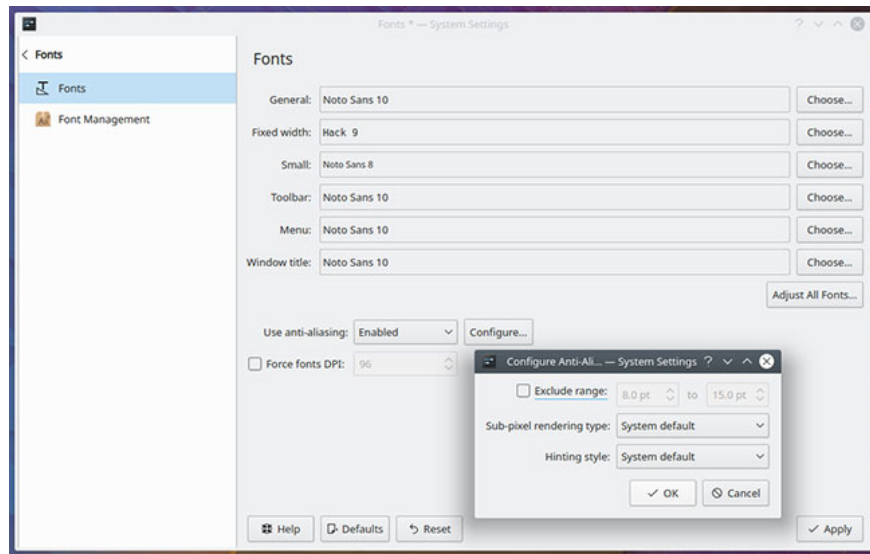 Fonts * — System Settings
Fonts
Fonts
Font Management
Fonts
General: Noto Sans 10 Choose...
Fixed width: Hack 9 Choose...
Small: Noto Sans 8 Choose...
Toolbar: Noto Sans 10 Choose...
Menu: Noto Sans 10 Choose...
Window title: Noto Sans 10 Choose...
Adjust All Fonts...
Use anti-aliasing: Enabled Configure...
Force fonts DPI: 96
Configure Anti-Ali... — System Settings
Exclude range: 8.0 pt to 15.0 pt
Sub-pixel rendering type: System default
Hinting style: System default
OK Cancel
Help Defaults Reset Apply